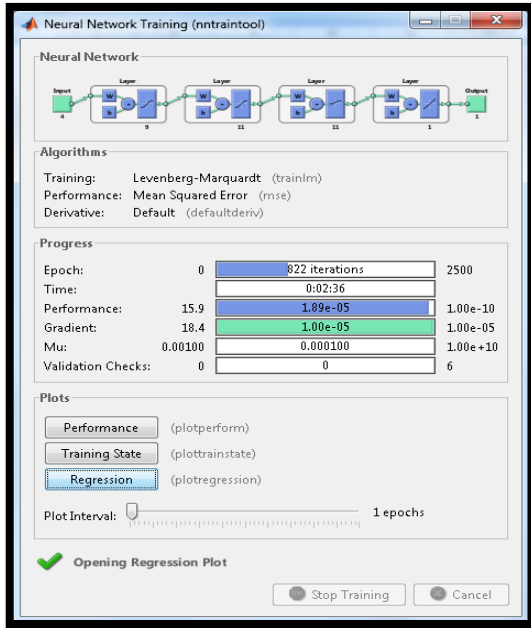 Neural Network Training (nntraintool)
Neural Network
Layer Layer Layer Layer
Input Output
W W W W
b b b b
4 9 11 11 1 1
Algorithms
Training: Levenberg-Marquardt (trainlm)
Performance: Mean Squared Error (mse)
Derivative: Default (defaultderiv)
Progress
Epoch: 0 822 iterations 2500
Time: 0:02:36
Performance: 15.9 1.89e-05 1.00e-10
Gradient: 18.4 1.00e-05 1.00e-05
Mu: 0.00100 0.000100 1.00e+10
Validation Checks: 0 0 6
Plots
Performance (plotperform)
Training State (plottrainstate)
Regression (plotregression)
Plot Interval: 1 epochs
Opening Regression Plot
Stop Training Cancel